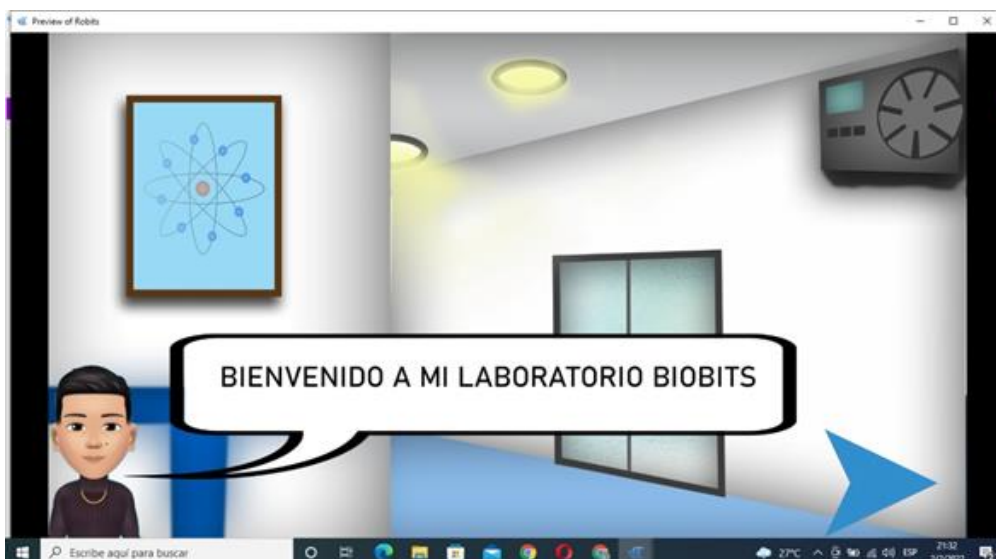 Preview of Robits
BIENVENIDO A MI LABORATORIO BIOBITS
Escribe aquí para buscar
27°C
ESP
21:32